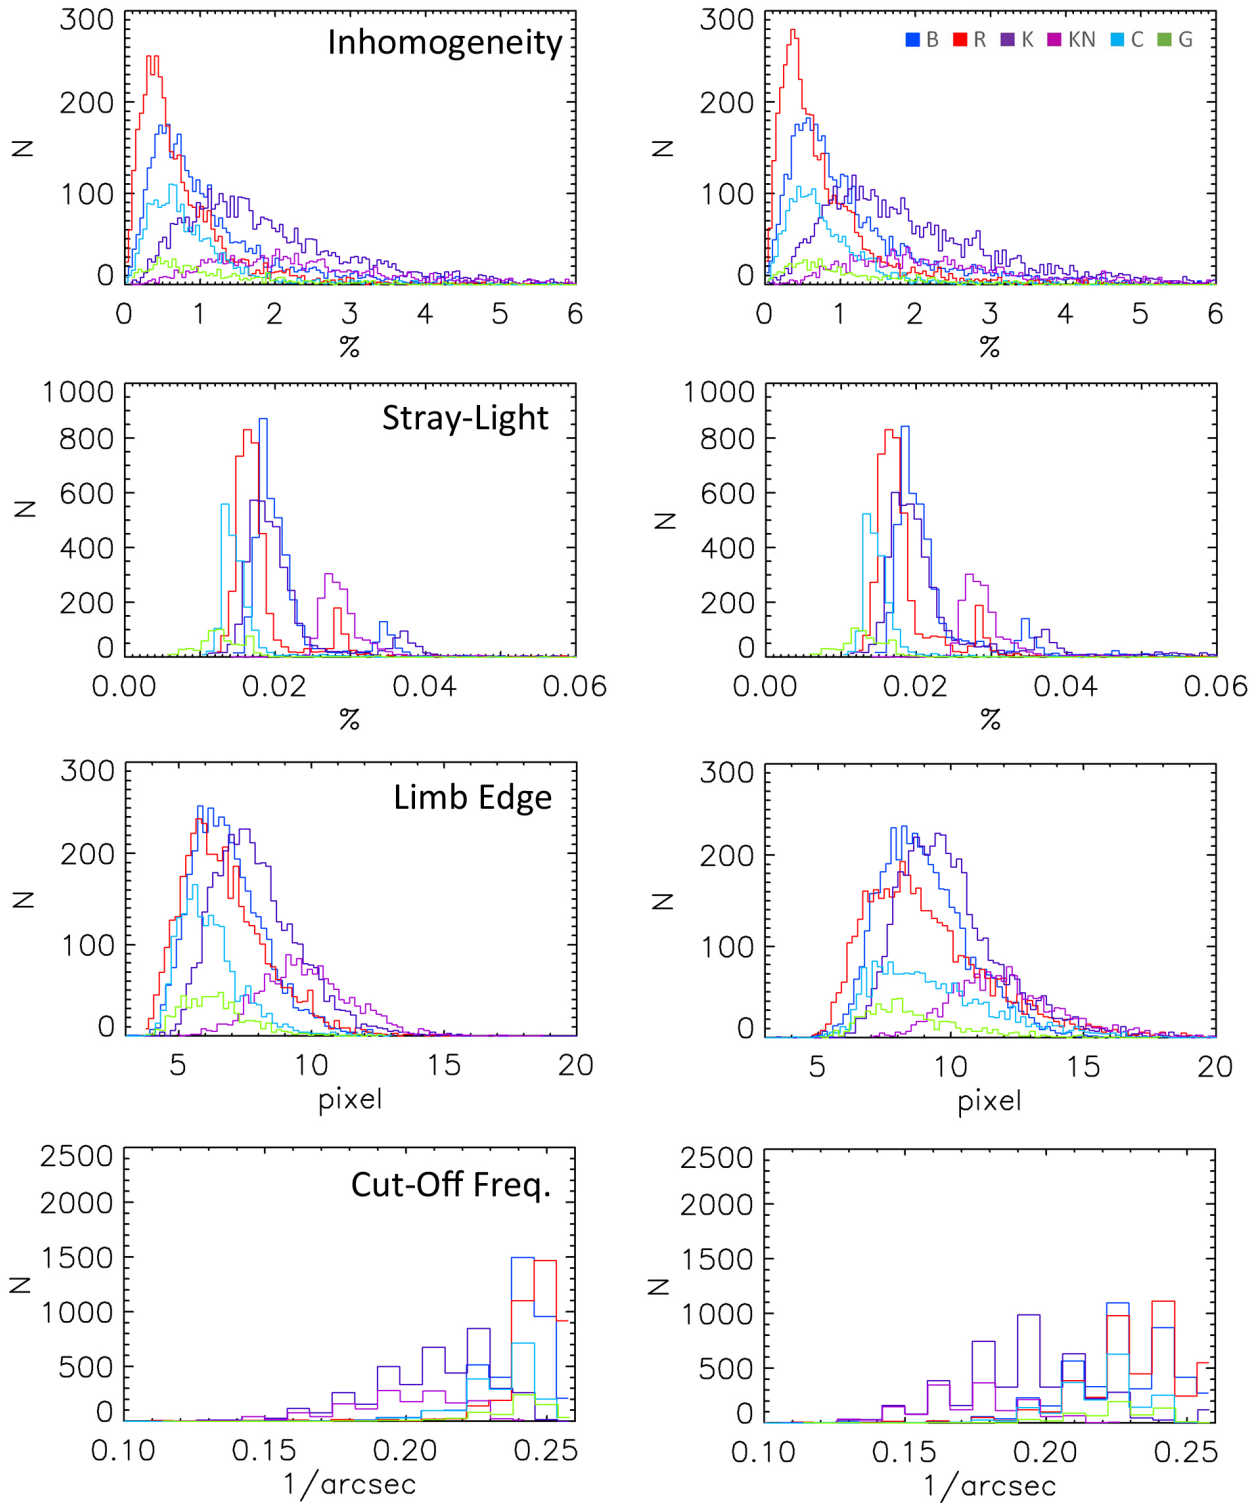 300
200
100
0
N
Inhomogeneity
0 1 2 3 4 5 6
%
300
200
100
0
N
B R K KN C G
0 1 2 3 4 5 6
%
1000
800
600
400
200
0
N
Stray-Light
0.00 0.02 0.04 0.06
%
1000
800
600
400
200
0
N
0.00 0.02 0.04 0.06
%
300
200
100
0
N
Limb Edge
5 10 15 20
pixel
300
200
100
0
N
5 10 15 20
pixel
2500
2000
1500
1000
500
0
N
Cut-Off Freq.
0.10 0.15 0.20 0.25
1/arcsec
2500
2000
1500
1000
500
0
N
0.10 0.15 0.20 0.25
1/arcsec